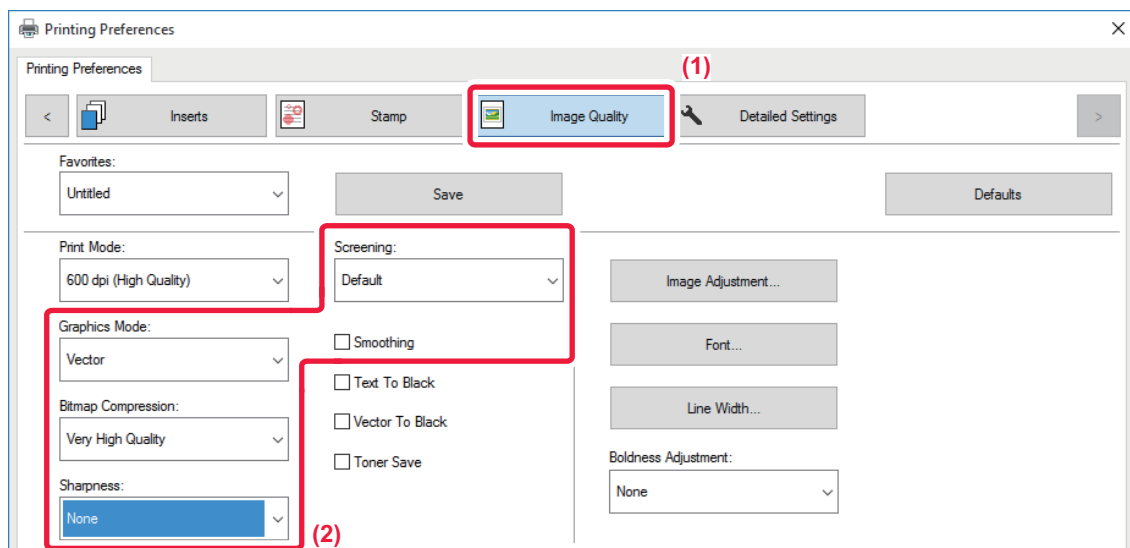 Printing Preferences
Printing Preferences
(1)
< Inserts Stamp Image Quality Detailed Settings >
Favorites:
Untitled Save Defaults
Print Mode: Screening:
600 dpi (High Quality) Default Image Adjustment...
Graphics Mode:
Vector Smoothing Font...
Text To Black
Bitmap Compression: Line Width...
Very High Quality Vector To Black
Toner Save Boldness Adjustment:
Sharpness:
None None
(2)